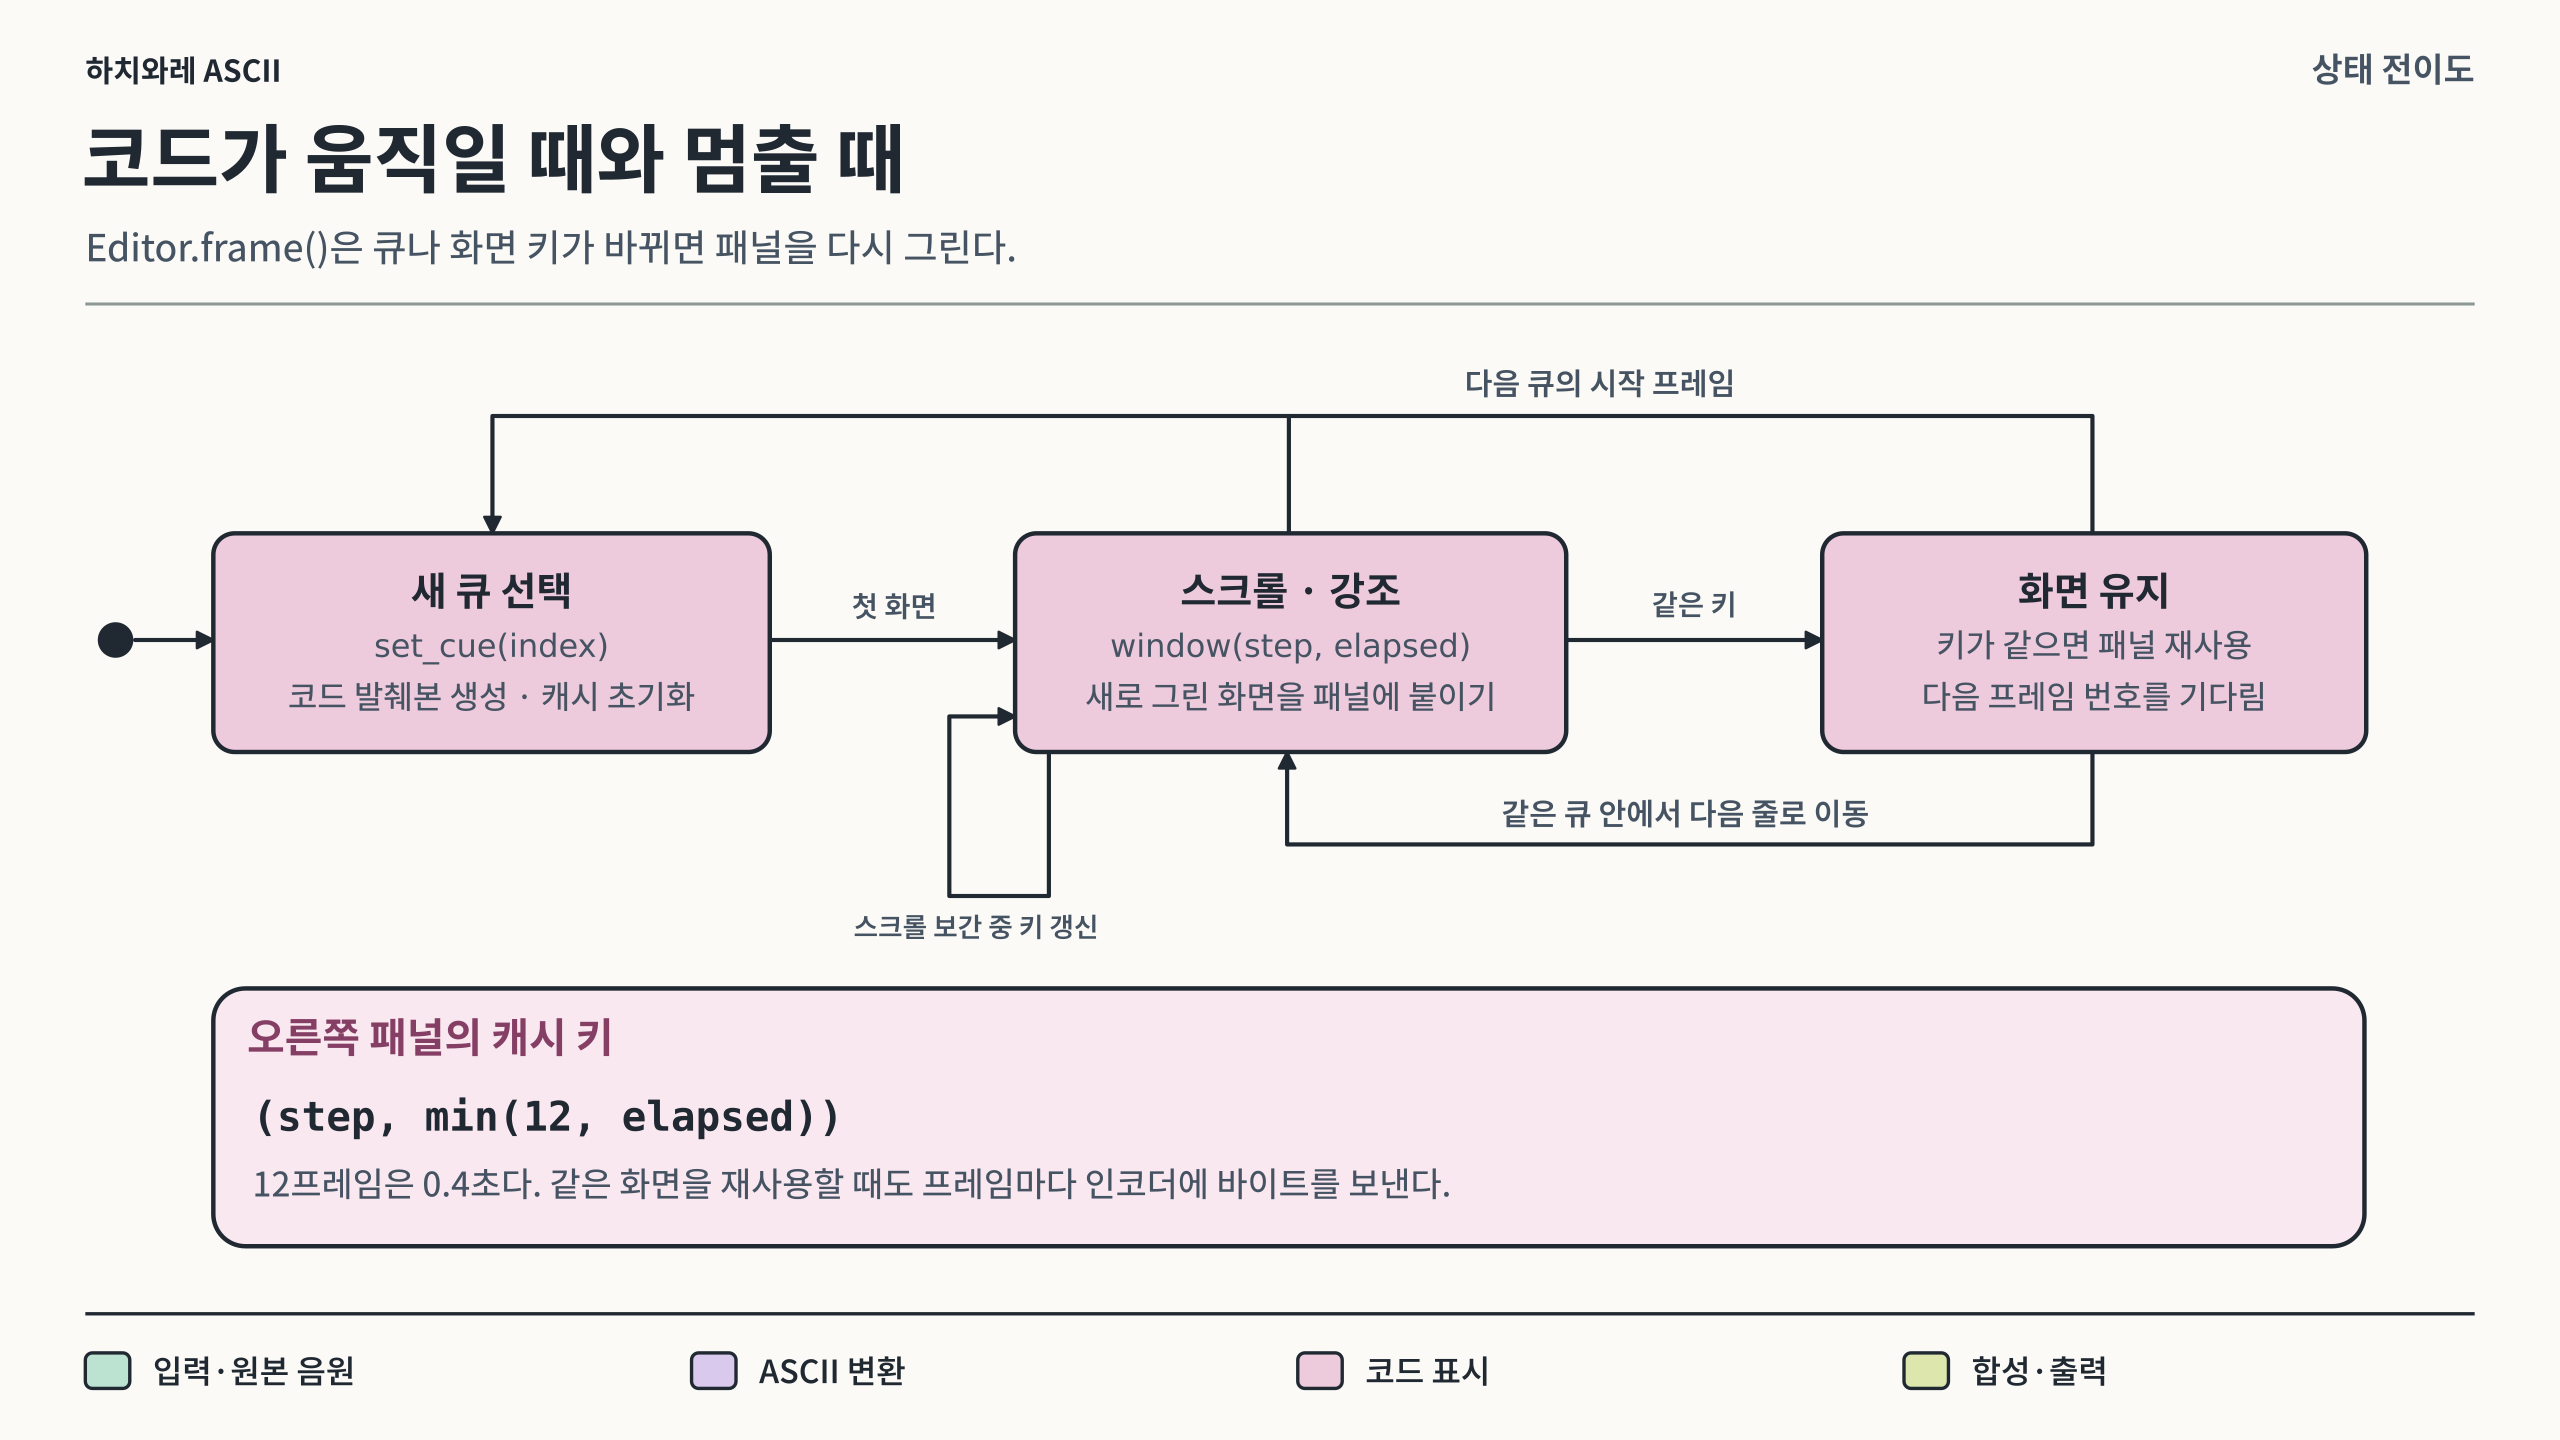 하치와레 ASCII
상태 전이도
코드가 움직일 때와 멈출 때
Editor.frame()은 큐나 화면 키가 바뀌면 패널을 다시 그린다.
다음 큐의 시작 프레임
새 큐 선택
set_cue(index)
코드 발췌본 생성 · 캐시 초기화
첫 화면
스크롤 · 강조
window(step, elapsed)
새로 그린 화면을 패널에 붙이기
같은 키
화면 유지
키가 같으면 패널 재사용
다음 프레임 번호를 기다림
같은 큐 안에서 다음 줄로 이동
스크롤 보간 중 키 갱신
오른쪽 패널의 캐시 키
(step, min(12, elapsed))
12프레임은 0.4초다. 같은 화면을 재사용할 때도 프레임마다 인코더에 바이트를 보낸다.
입력·원본 음원
ASCII 변환
코드 표시
합성·출력